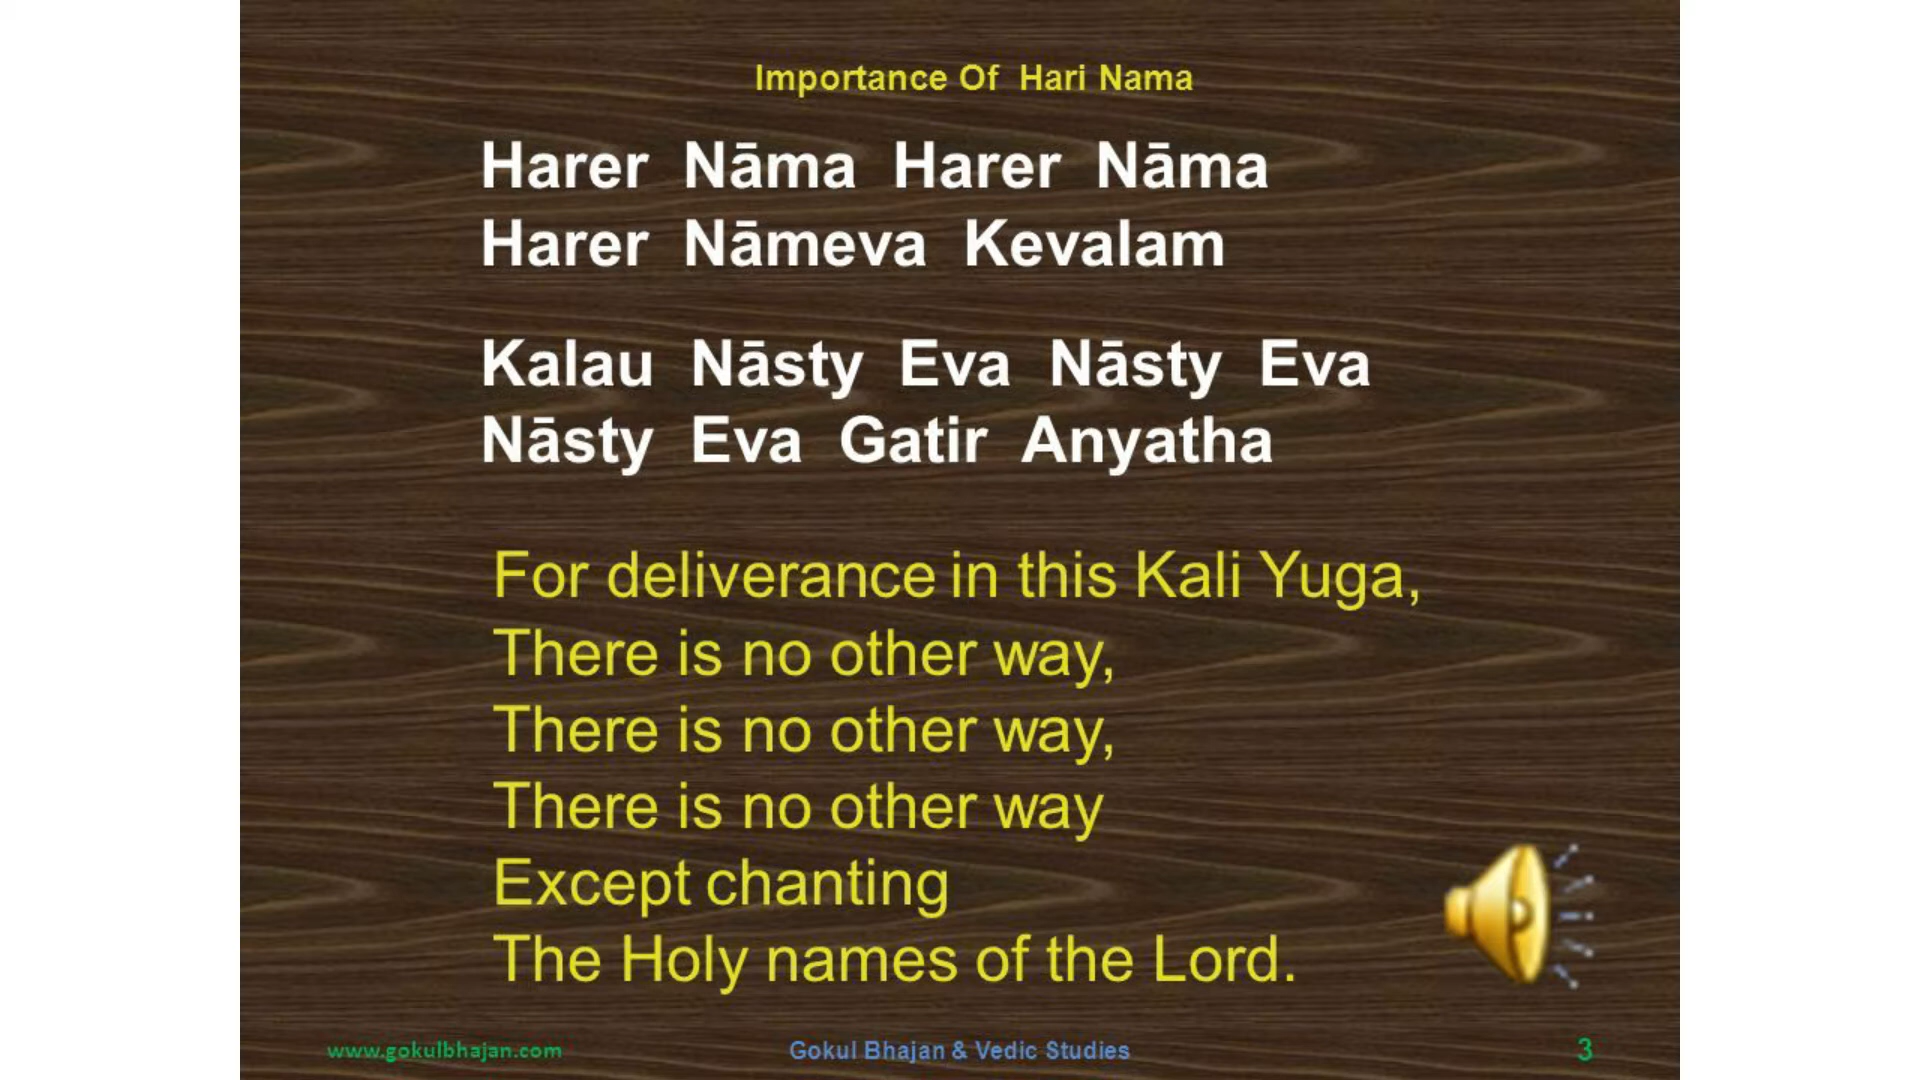 Importance Of Hari Nama
Harer Nāma Harer Nāma
Harer Nāmeva Kevalam
Kalau Nāsty Eva Nāsty Eva
Nāsty Eva Gatir Anyatha
For deliverance in this Kali Yuga,
There is no other way,
There is no other way,
There is no other way
Except chanting
The Holy names of the Lord.
www.gokulbhajan.com Gokul Bhajan & Vedic Studies 3